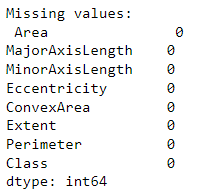 Missing values:
 Area               0
MajorAxisLength    0
MinorAxisLength    0
Eccentricity       0
ConvexArea         0
Extent             0
Perimeter          0
Class              0
dtype: int64